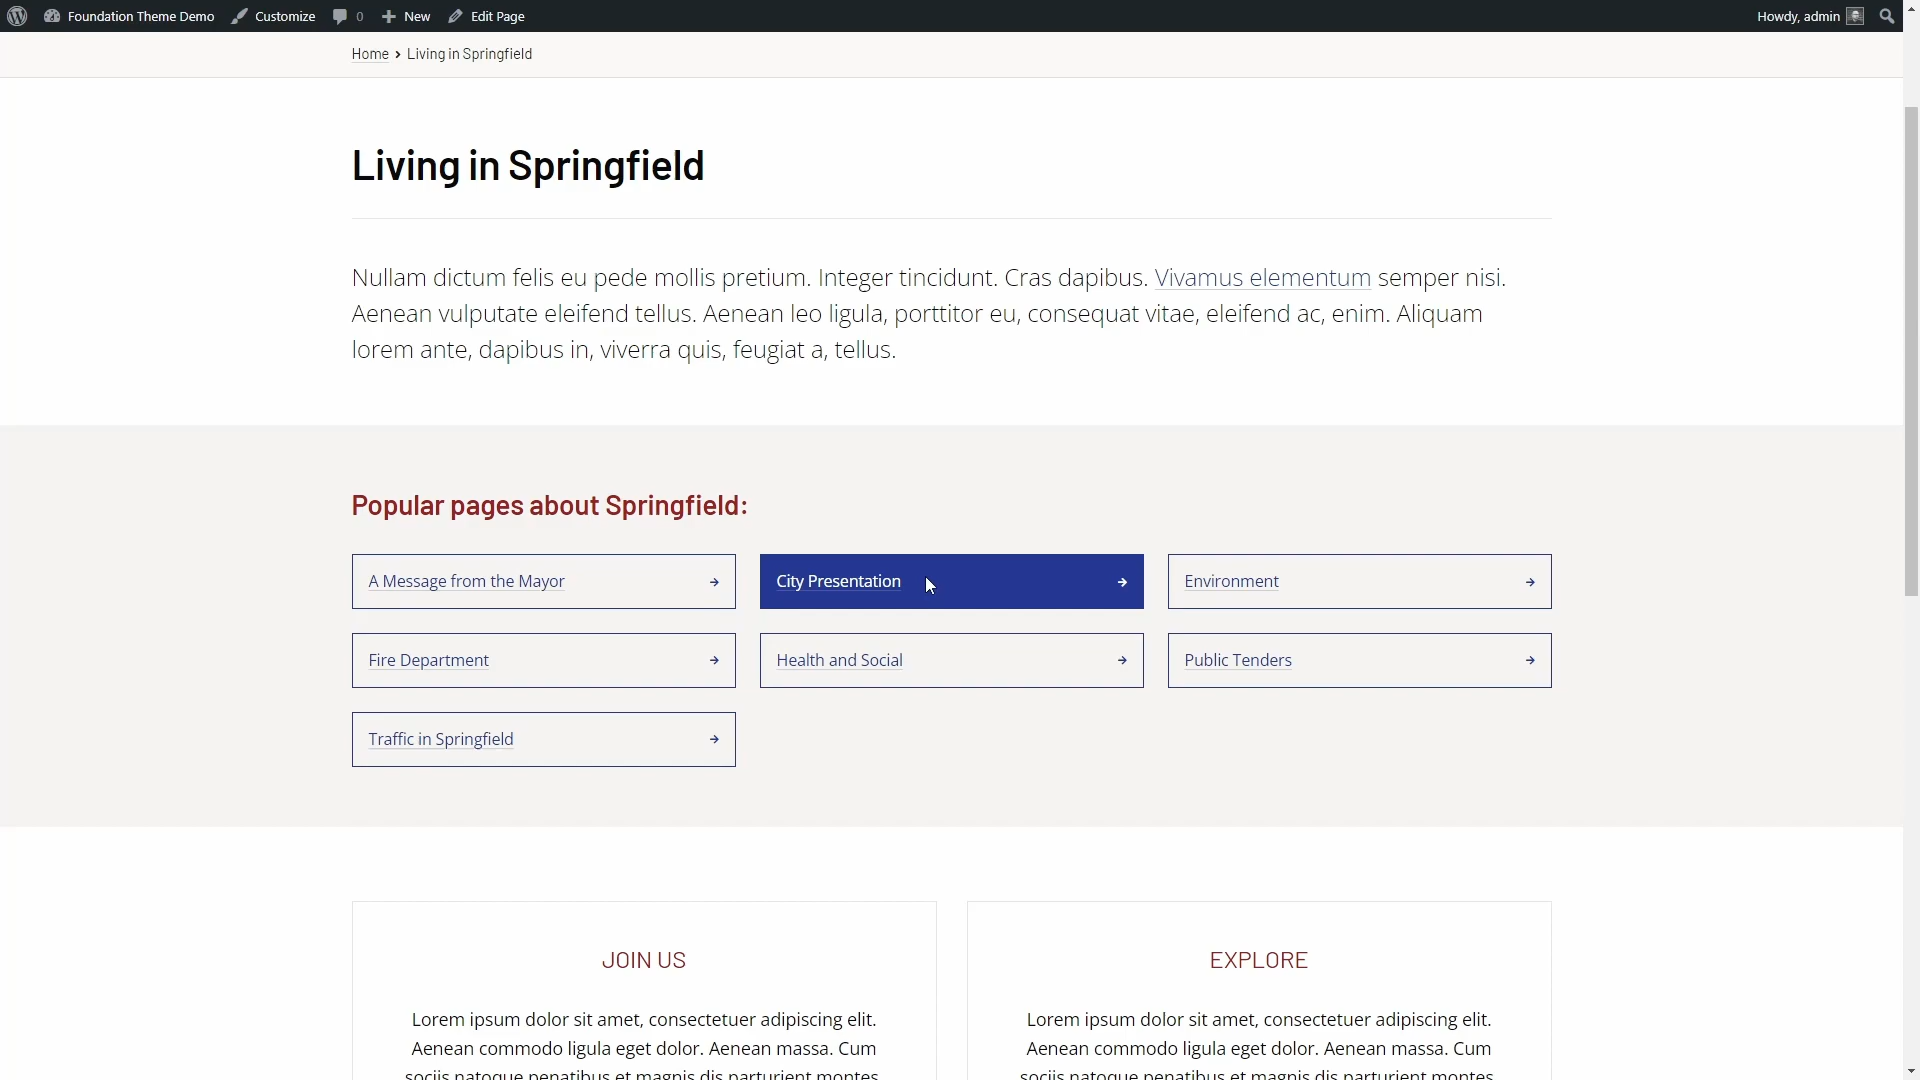 Foundation Theme Demo Customize 0 New Edit Page Howdy, admin
Home Living in Springfield
Living in Springfield
Nullam dictum felis eu pede mollis pretium. Integer tincidunt. Cras dapibus. Vivamus elementum semper nisi.
Aenean vulputate eleifend tellus. Aenean leo ligula, porttitor eu, consequat vitae, eleifend ac, enim. Aliquam
lorem ante, dapibus in, viverra quis, feugiat a, tellus.
Popular pages about Springfield:
A Message from the Mayor
City Presentation
Environment
Fire Department
Health and Social
Public Tenders
Traffic in Springfield
JOIN US
Lorem ipsum dolor sit amet, consectetuer adipiscing elit.
Aenean commodo ligula eget dolor. Aenean massa. Cum
sociis natoque penatibus et magnis dis parturient montes
EXPLORE
Lorem ipsum dolor sit amet, consectetuer adipiscing elit.
Aenean commodo ligula eget dolor. Aenean massa. Cum
sociis natoque penatibus et magnis dis parturient montes